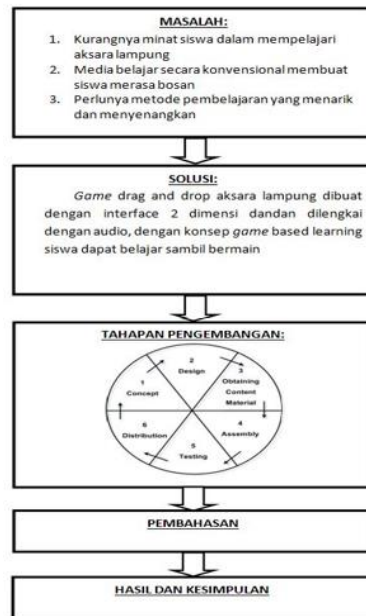 MASALAH:
1. Kurangnya minat siswa dalam mempelajari
aksara lampung
2. Media belajar secara konvensional membuat
siswa merasa bosan
3. Perlunya metode pembelajaran yang menarik
dan menyenangkan
SOLUSI:
Game drag and drop aksara lampung dibuat
dengan interface 2 dimensi dandan dilengkai
dengan audio, dengan konsep game based learning
siswa dapat belajar sambil bermain
TAHAPAN PENGEMBANGAN:
1
Concept
2
Design
3
Obtaining
Content
Material
4
Assembly
5
Testing
6
Distribution
PEMBAHASAN
HASIL DAN KESIMPULAN